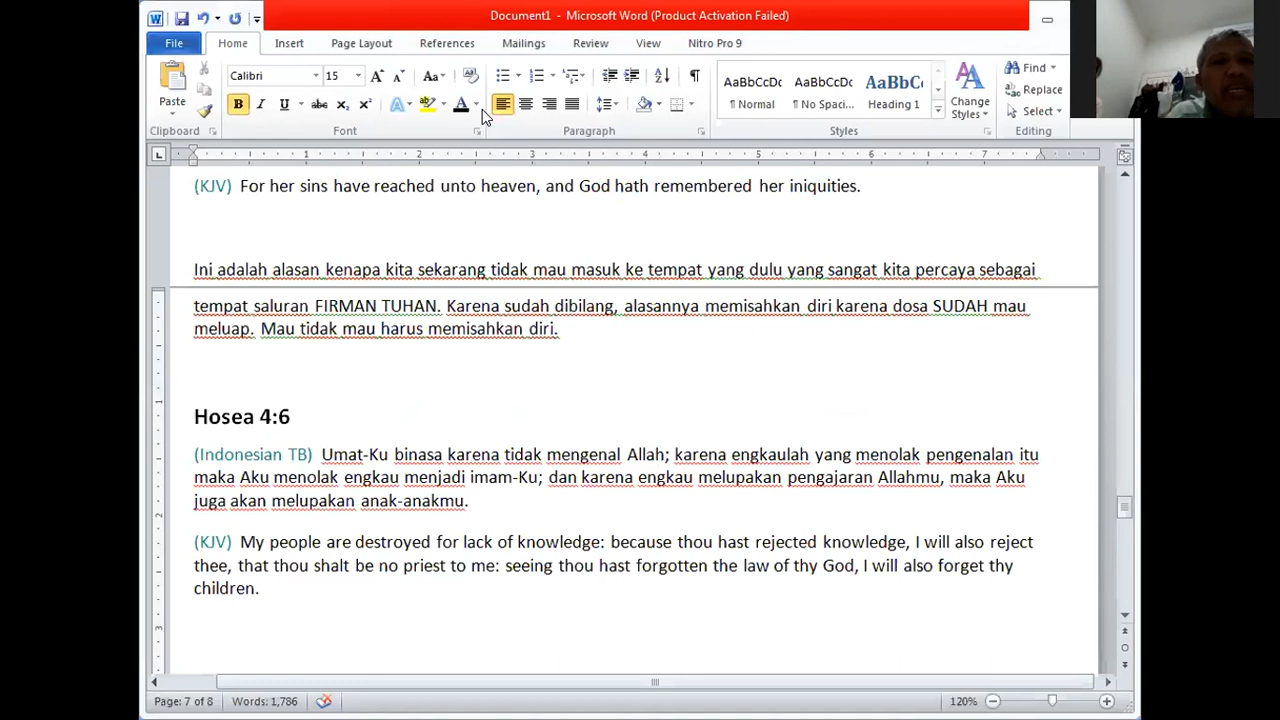 Document1 - Microsoft Word (Product Activation Failed)
File Home Insert Page Layout References Mailings Review View Nitro Pro 9
Calibri 15
Paste
AaBbCcDc AaBbCcDc AaBbC
¶ Normal ¶ No Spaci... Heading 1
Change Styles
Find
Replace
Select
Clipboard Font Paragraph Styles Editing
1 2 3 4 5 6 7
(KJV) For her sins have reached unto heaven, and God hath remembered her iniquities.
Ini adalah alasan kenapa kita sekarang tidak mau masuk ke tempat yang dulu yang sangat kita percaya sebagai
tempat saluran FIRMAN TUHAN. Karena sudah dibilang, alasannya memisahkan diri karena dosa SUDAH mau
meluap. Mau tidak mau harus memisahkan diri.
Hosea 4:6
(Indonesian TB) Umat-Ku binasa karena tidak mengenal Allah; karena engkaulah yang menolak pengenalan itu
maka Aku menolak engkau menjadi imam-Ku; dan karena engkau melupakan pengajaran Allahmu, maka Aku
juga akan melupakan anak-anakmu.
(KJV) My people are destroyed for lack of knowledge: because thou hast rejected knowledge, I will also reject
thee, that thou shalt be no priest to me: seeing thou hast forgotten the law of thy God, I will also forget thy
children.
Page: 7 of 8 Words: 1,786 120%